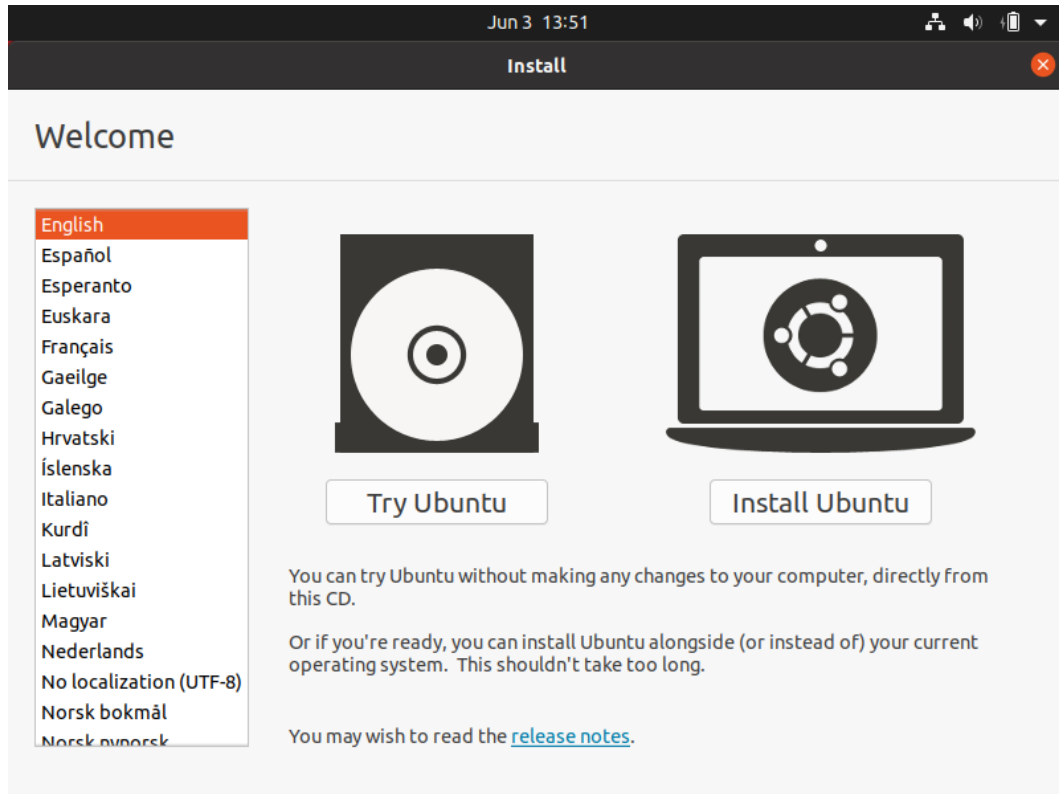 Jun 3 13:51
Install
Welcome
English
Español
Esperanto
Euskara
Français
Gaeilge
Galego
Hrvatski
Íslenska
Italiano
Kurdî
Latviski
Lietuviškai
Magyar
Nederlands
No localization (UTF-8)
Norsk bokmål
Norsk nynorsk
Try Ubuntu
Install Ubuntu
You can try Ubuntu without making any changes to your computer, directly from
this CD.
Or if you're ready, you can install Ubuntu alongside (or instead of) your current
operating system. This shouldn't take too long.
You may wish to read the release notes.